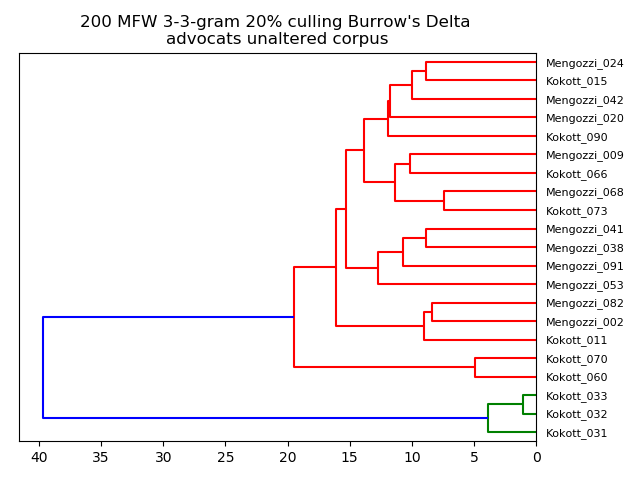 200 MFW 3-3-gram 20% culling Burrow's Delta
advocats unaltered corpus
Mengozzi_024
Kokott_015
Mengozzi_042
Mengozzi_020
Kokott_090
Mengozzi_009
Kokott_066
Mengozzi_068
Kokott_073
Mengozzi_041
Mengozzi_038
Mengozzi_091
Mengozzi_053
Mengozzi_082
Mengozzi_002
Kokott_011
Kokott_070
Kokott_060
Kokott_033
Kokott_032
Kokott_031
40 35 30 25 20 15 10 5 0